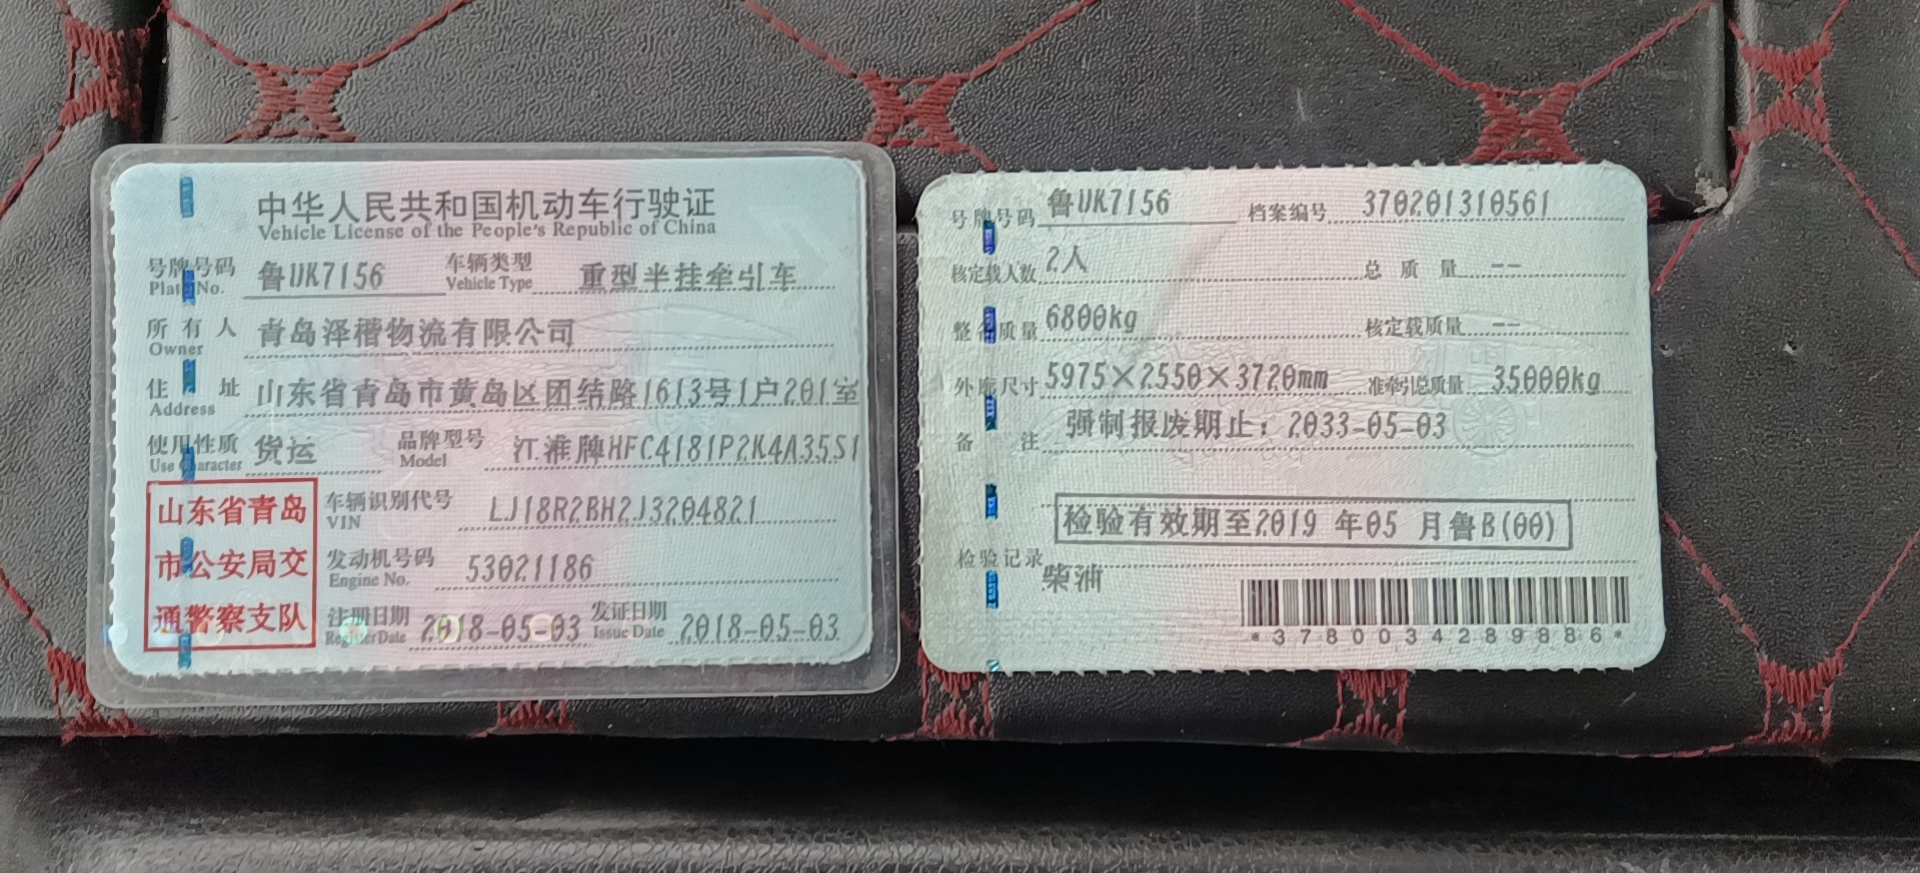 中华人民共和国机动车行驶证
Vehicle License of the People's Republic of China
号牌号码 鲁UK7156 车辆类型 重型半挂牵引车
Plate No. Vehicle Type
所有人 青岛泽楷物流有限公司
Owner
住址 山东省青岛市黄岛区团结路1613号1户201室
Address
使用性质 货运 品牌型号 江淮牌HFC4181P2K4A35S1
Use Character Model
山东省青岛
市公安局交
通警察支队
车辆识别代号 LJ18R2BH2J3204821
VIN
发动机号码 53021186
Engine No.
注册日期 2018-05-03 发证日期 2018-05-03
Register Date Issue Date
号牌号码 鲁UK7156 档案编号 370201310561
核定载人数 2人 总质量 --
整备质量 6800kg 核定载质量 --
外廓尺寸 5975×2550×3720mm 准牵引总质量 35000kg
备注 强制报废期止：2033-05-03
检验有效期至2019 年05 月鲁B(00)
检验记录
柴油
*3780034289886*